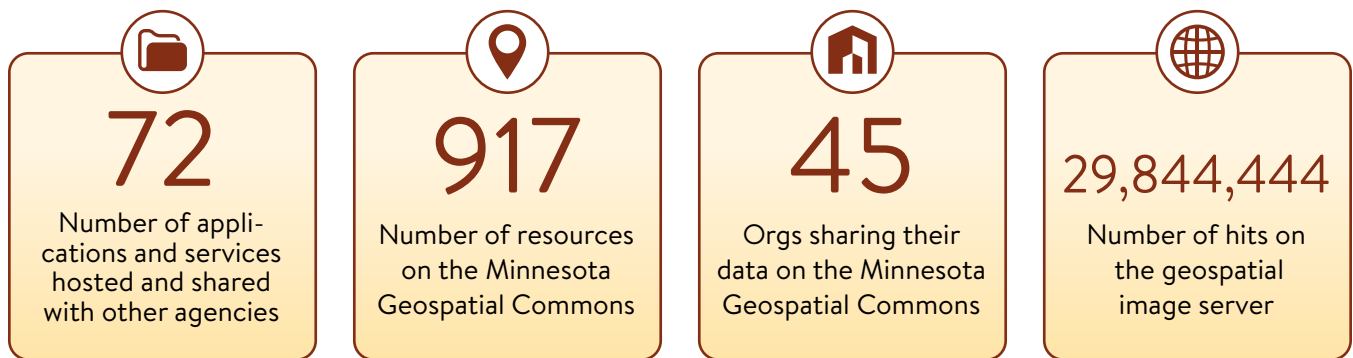 72
Number of appli-
cations and services
hosted and shared
with other agencies
917
Number of resources
on the Minnesota
Geospatial Commons
45
Orgs sharing their
data on the Minnesota
Geospatial Commons
29,844,444
Number of hits on
the geospatial
image server